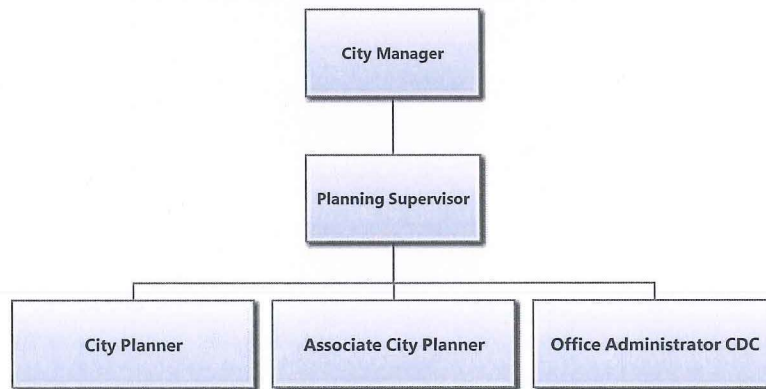 City Manager
Planning Supervisor
City Planner
Associate City Planner
Office Administrator CDC